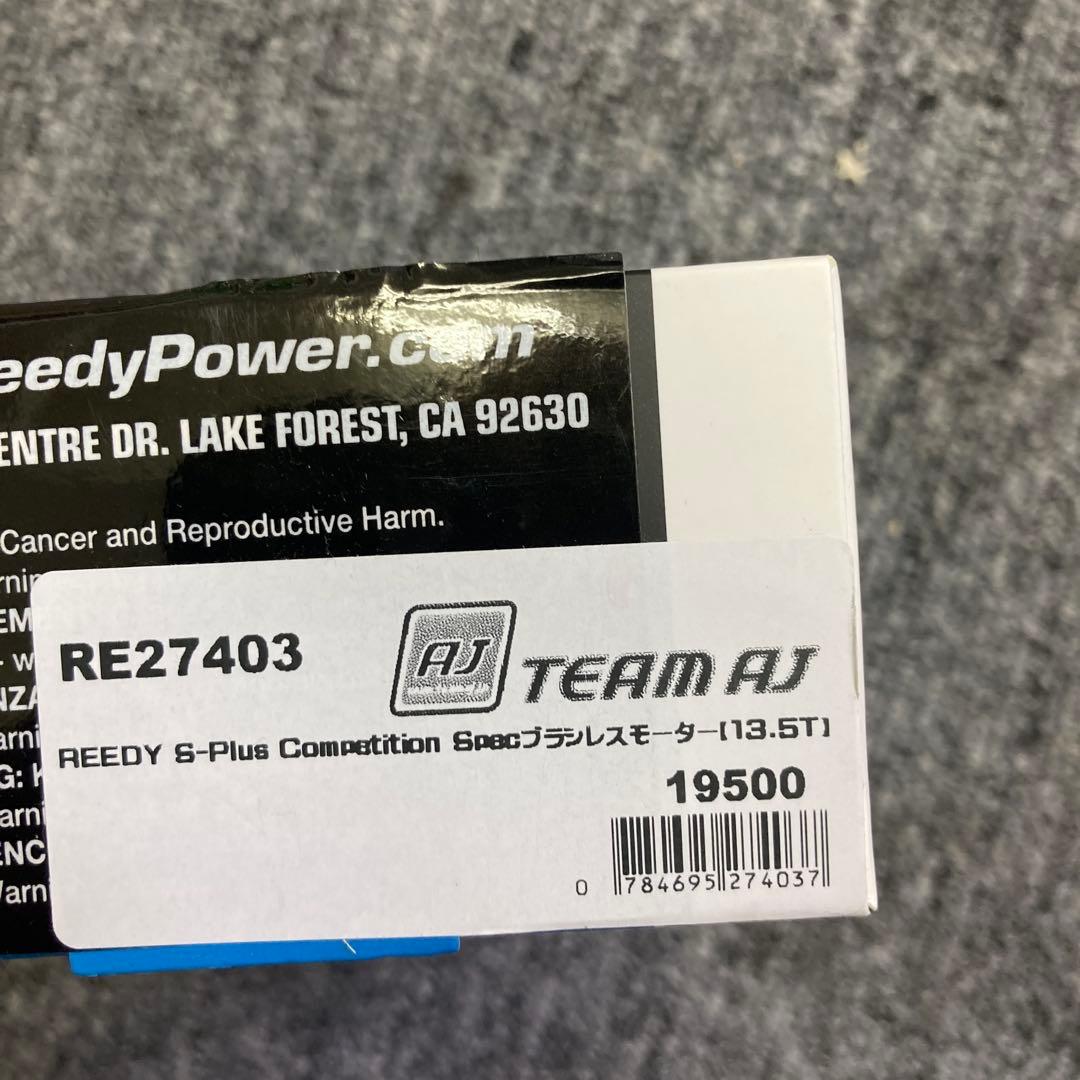 eedyPower.com
ENTRE DR. LAKE FOREST, CA 92630
Cancer and Reproductive Harm.
RE27403
AJ
TEAM AJ
REEDY S-Plus Competition Specブラシレスモーター[13.5T]
19500
0 784695 274037